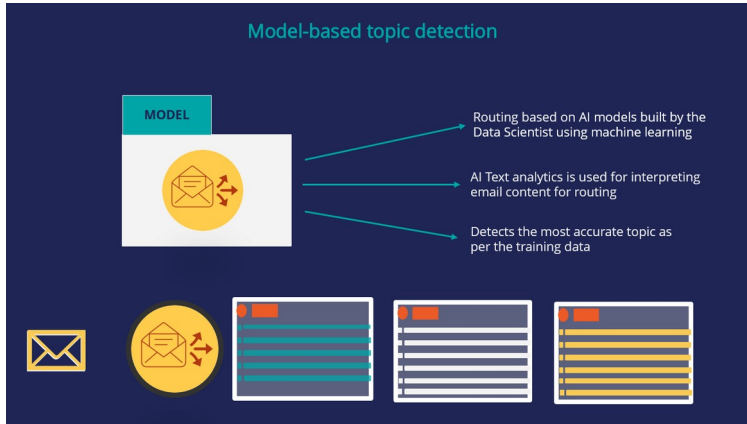 Model-based topic detection
MODEL
Routing based on AI models built by the
Data Scientist using machine learning
AI Text analytics is used for interpreting
email content for routing
Detects the most accurate topic as
per the training data